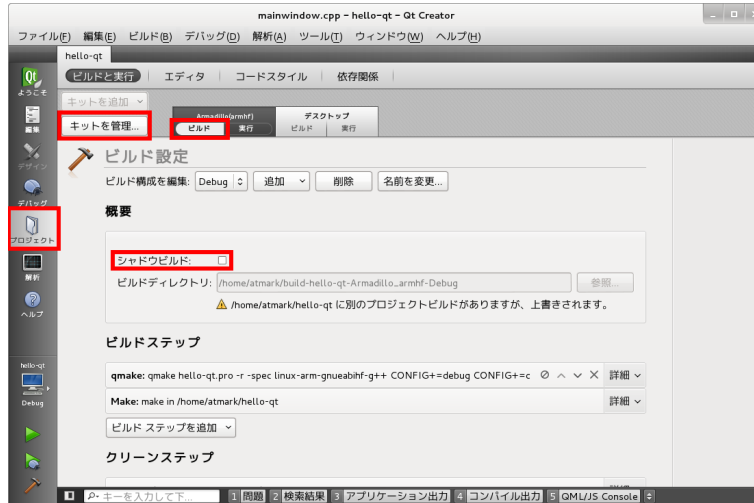 mainwindow.cpp - hello-qt - Qt Creator
ファイル(F) 編集(E) ビルド(B) デバッグ(D) 解析(A) ツール(T) ウィンドウ(W) ヘルプ(H)
hello-qt
ようこそ
編集
デザイン
デバッグ
プロジェクト
解析
ヘルプ
hello-qt
Debug
ビルドと実行 エディタ コードスタイル 依存関係
キットを追加
キットを管理...
Armadillo(armhf)
ビルド 実行
デスクトップ
ビルド 実行
ビルド設定
ビルド構成を編集: Debug 追加 削除 名前を変更...
概要
シャドウビルド:
ビルドディレクトリ: /home/atmark/build-hello-qt-Armadillo_armhf-Debug 参照...
/home/atmark/hello-qt に別のプロジェクトビルドがありますが、上書きされます。
ビルドステップ
qmake: qmake hello-qt.pro -r -spec linux-arm-gnueabihf-g++ CONFIG+=debug CONFIG+=c 詳細
Make: make in /home/atmark/hello-qt 詳細
ビルド ステップを追加
クリーンステップ
キーを入力して下... 1 問題 2 検索結果 3 アプリケーション出力 4 コンパイル出力 5 QML/JS Console